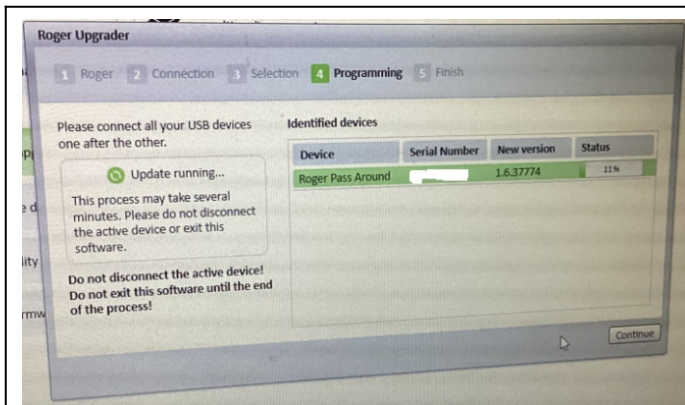 Roger Upgrader
1 Roger 2 Connection 3 Selection 4 Programming 5 Finish
Please connect all your USB devices
one after the other.
Update running...
This process may take several
minutes. Please do not disconnect
the active device or exit this
software.
Do not disconnect the active device!
Do not exit this software until the end
of the process!
Identified devices
Device Serial Number New version Status
Roger Pass Around 1.6.37774 11%
Continue